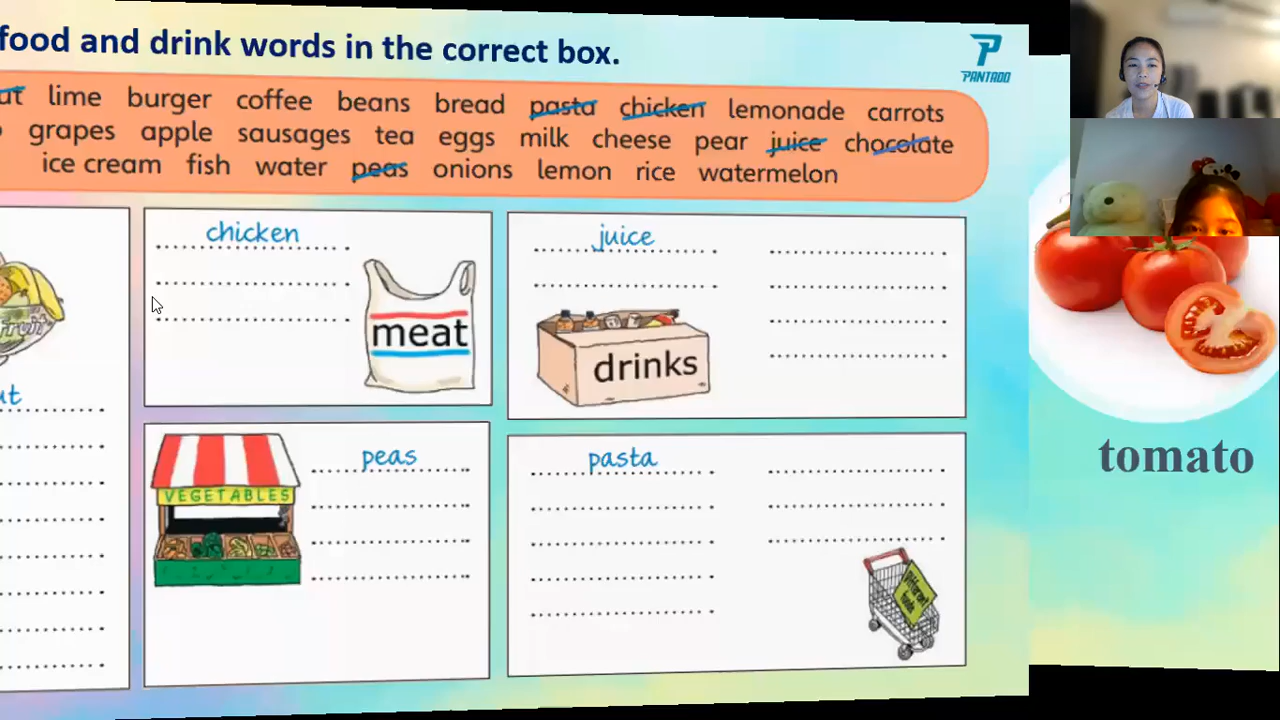 food and drink words in the correct box.
PANTADO
lime burger coffee beans bread pasta chicken lemonade carrots
grapes apple sausages tea eggs milk cheese pear juice chocolate
ice cream fish water peas onions lemon rice watermelon
chicken
juice
Fruit
meat
drinks
peas
pasta
VEGETABLES
tomato